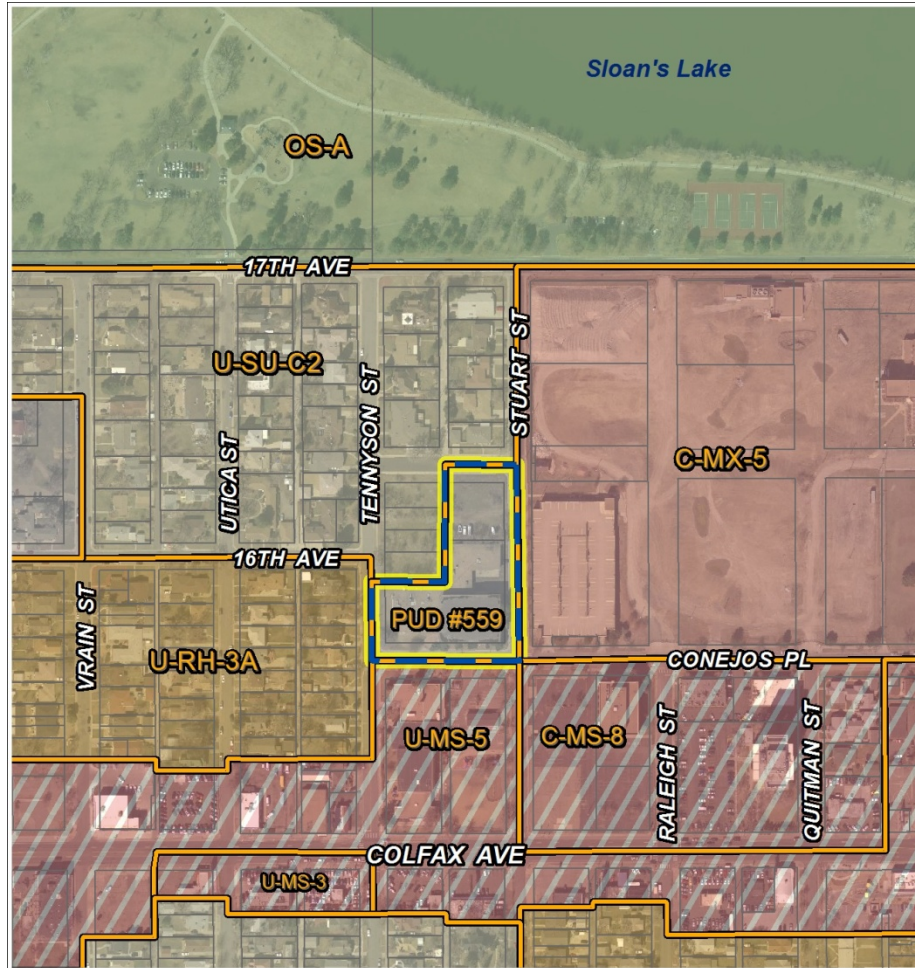 Sloan's Lake
OS-A
17TH AVE
U-SU-C2
STUART ST
TENNYSON ST
UTICA ST
C-MX-5
16TH AVE
VRAIN ST
PUD #559
U-RH-3A
CONEJOS PL
U-MS-5
C-MS-8
RALEIGH ST
QUITMAN ST
COLFAX AVE
U-MS-3